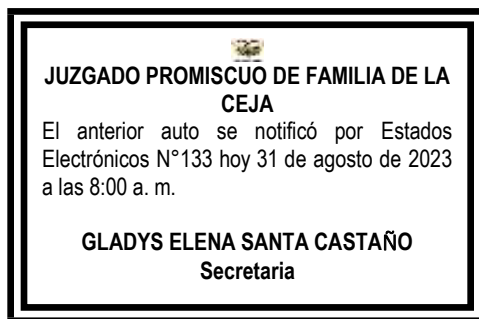 JUZGADO PROMISCUO DE FAMILIA DE LA
CEJA
El anterior auto se notificó por Estados
Electrónicos N°133 hoy 31 de agosto de 2023
a las 8:00 a. m.
GLADYS ELENA SANTA CASTAÑO
Secretaria